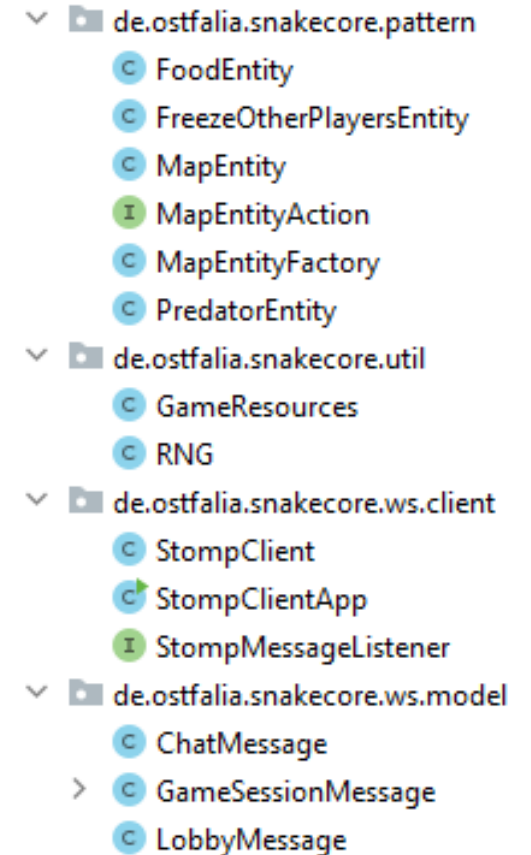 de.ostfalia.snakecore.pattern
C FoodEntity
C FreezeOtherPlayersEntity
C MapEntity
I MapEntityAction
C MapEntityFactory
C PredatorEntity
de.ostfalia.snakecore.util
C GameResources
C RNG
de.ostfalia.snakecore.ws.client
C StompClient
C StompClientApp
I StompMessageListener
de.ostfalia.snakecore.ws.model
C ChatMessage
C GameSessionMessage
C LobbyMessage